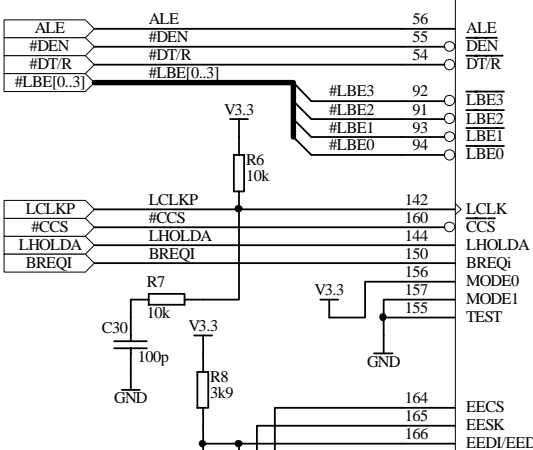 ALE ALE 56 ALE
#DEN #DEN 55 DEN
#DT/R #DT/R 54 DT/R
#LBE[0..3] #LBE[0..3]
#LBE3 92 LBE3
#LBE2 91 LBE2
#LBE1 93 LBE1
#LBE0 94 LBE0
V3.3
R6
10k
LCLKP LCLKP 142 LCLK
#CCS #CCS 160 CCS
LHOLDA LHOLDA 144 LHOLDA
BREQI BREQI 150 BREQi
156 MODE0
R7 V3.3 157 MODE1
10k 155 TEST
C30 V3.3
100p
GND
GND
R8
3k9
164 EECS
165 EESK
166 EEDI/EED